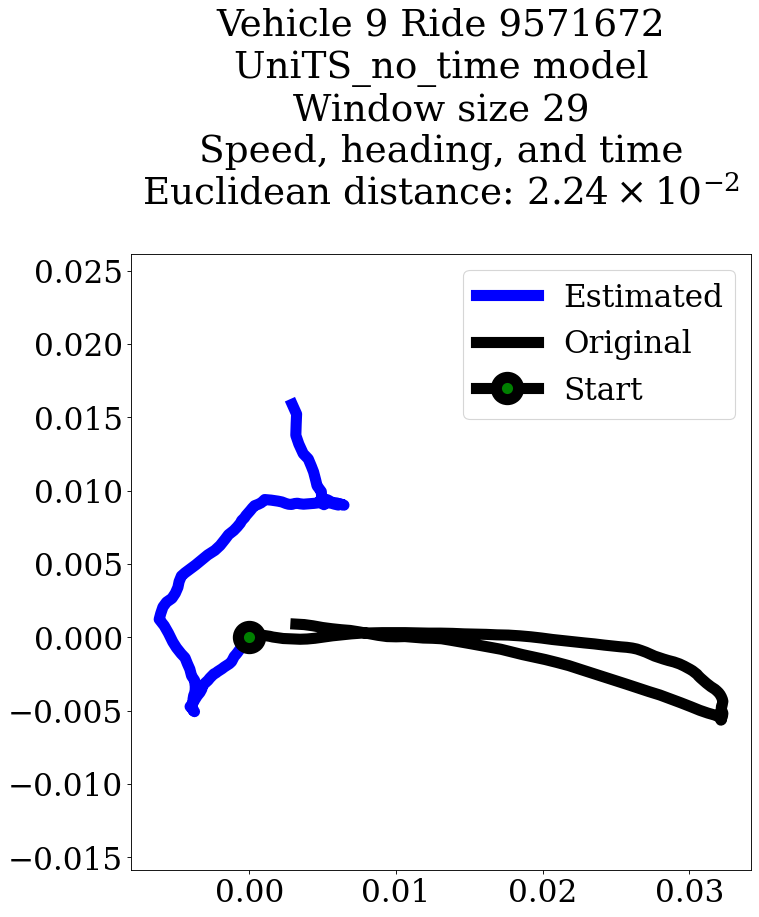 Vehicle 9 Ride 9571672
UniTS_no_time model
Window size 29
Speed, heading, and time
Euclidean distance: 2.24 × 10⁻²
0.025
0.020
0.015
0.010
0.005
0.000
−0.005
−0.010
−0.015
Estimated
Original
Start
0.00 0.01 0.02 0.03